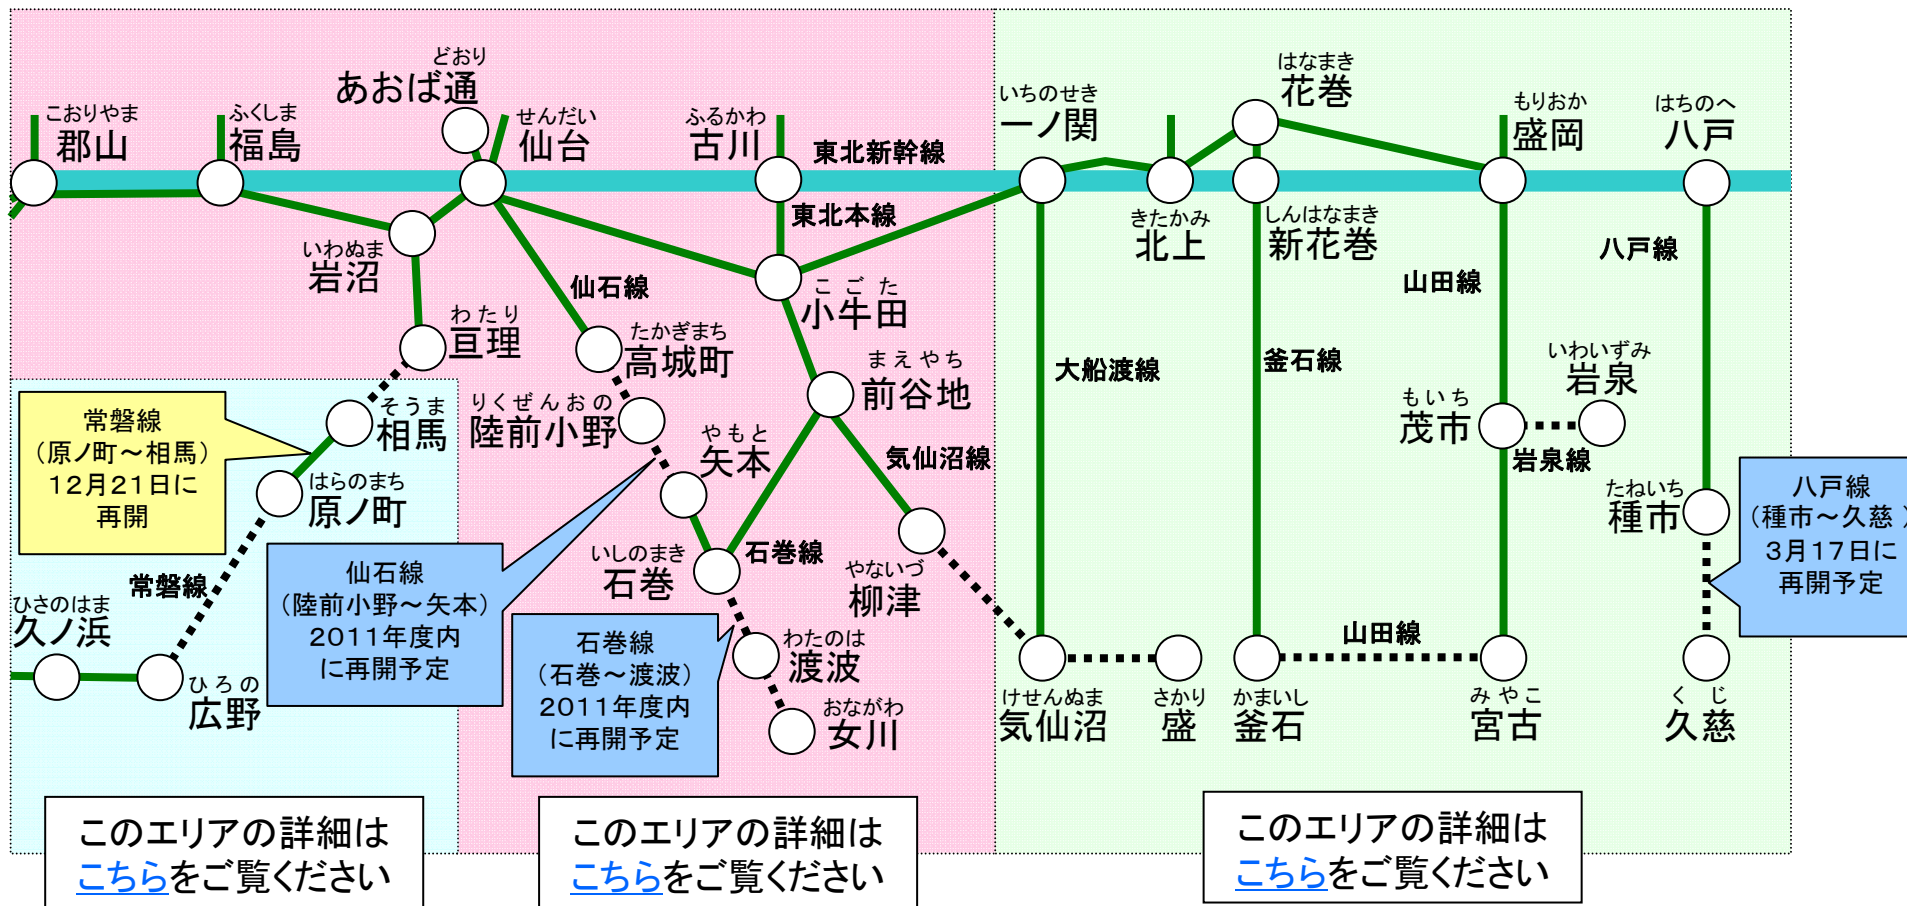 こおりやま
郡山
ふくしま
福島
どおり
あおば通
せんだい
仙台
ふるかわ
古川
東北新幹線
東北本線
いちのせき
一ノ関
はなまき
花巻
もりおか
盛岡
はちのへ
八戸
きたかみ
北上
しんはなまき
新花巻
いわぬま
岩沼
わたり
亘理
仙石線
たかぎまち
高城町
こごた
小牛田
まえやち
前谷地
大船渡線
釜石線
山田線
八戸線
いわいずみ
岩泉
もいち
茂市
岩泉線
常磐線
（原ノ町～相馬）
12月21日に
再開
そうま
相馬
はらのまち
原ノ町
りくぜんおの
陸前小野
やもと
矢本
気仙沼線
たねいち
種市
八戸線
（種市～久慈）
3月17日に
再開予定
常磐線
ひさのはま
久ノ浜
ひろの
広野
仙石線
（陸前小野～矢本）
2011年度内
に再開予定
いしのまき
石巻
石巻線
やないづ
柳津
石巻線
（石巻～渡波）
2011年度内
に再開予定
わたのは
渡波
おながわ
女川
山田線
けせんぬま
気仙沼
さかり
盛
かまいし
釜石
みやこ
宮古
くじ
久慈
このエリアの詳細は
こちらをご覧ください
このエリアの詳細は
こちらをご覧ください
このエリアの詳細は
こちらをご覧ください